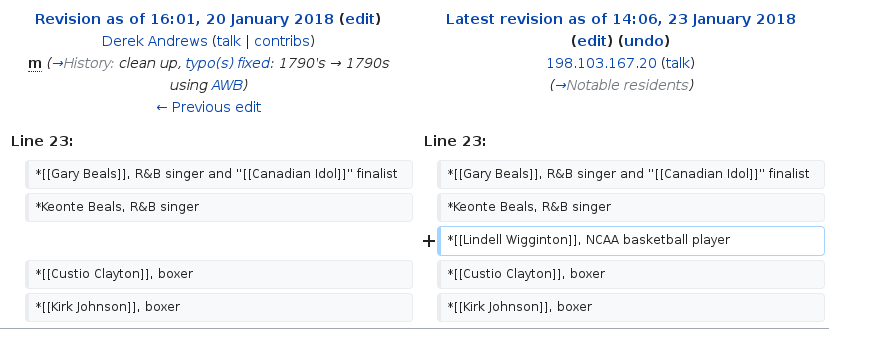 Revision as of 16:01, 20 January 2018 (edit)
Derek Andrews (talk | contribs)
m (→History: clean up, typo(s) fixed: 1790's → 1790s
using AWB)
← Previous edit
Latest revision as of 14:06, 23 January 2018
(edit) (undo)
198.103.167.20 (talk)
(→Notable residents)
Line 23:
Line 23:
*[[Gary Beals]], R&B singer and "[[Canadian Idol]]" finalist
*[[Gary Beals]], R&B singer and "[[Canadian Idol]]" finalist
*Keonte Beals, R&B singer
*Keonte Beals, R&B singer
+ *[[Lindell Wigginton]], NCAA basketball player
*[[Custio Clayton]], boxer
*[[Custio Clayton]], boxer
*[[Kirk Johnson]], boxer
*[[Kirk Johnson]], boxer